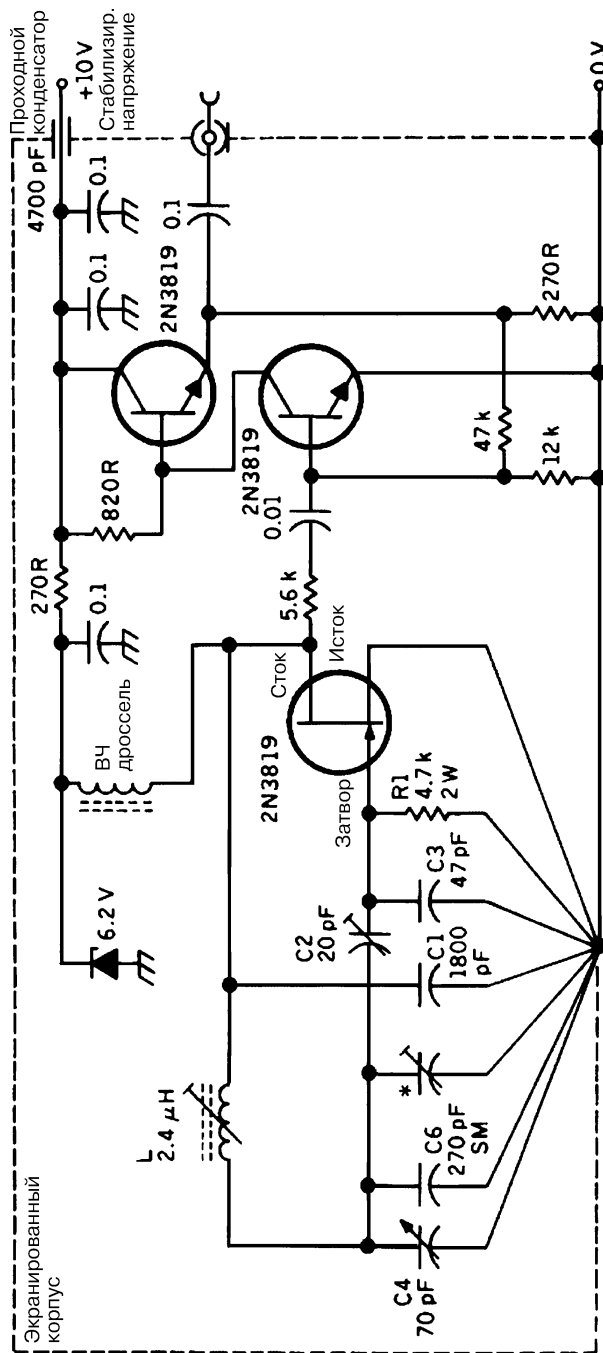 Экранированный
корпус
Проходной
конденсатор
4700 pF
+10 V
Стабилизир.
напряжение
0.1
0.1
0.1
2N3819
270R
820R
0.1
ВЧ
дроссель
6.2 V
2N3819
0.01
5.6 k
47 k
270R
12 k
0 V
Сток
Исток
Затвор
2N3819
R1
4.7 k
2 W
C3
47 pF
C2
20 pF
C1
1800
pF
L
2.4 μH
*
C6
270 pF
SM
C4
70 pF